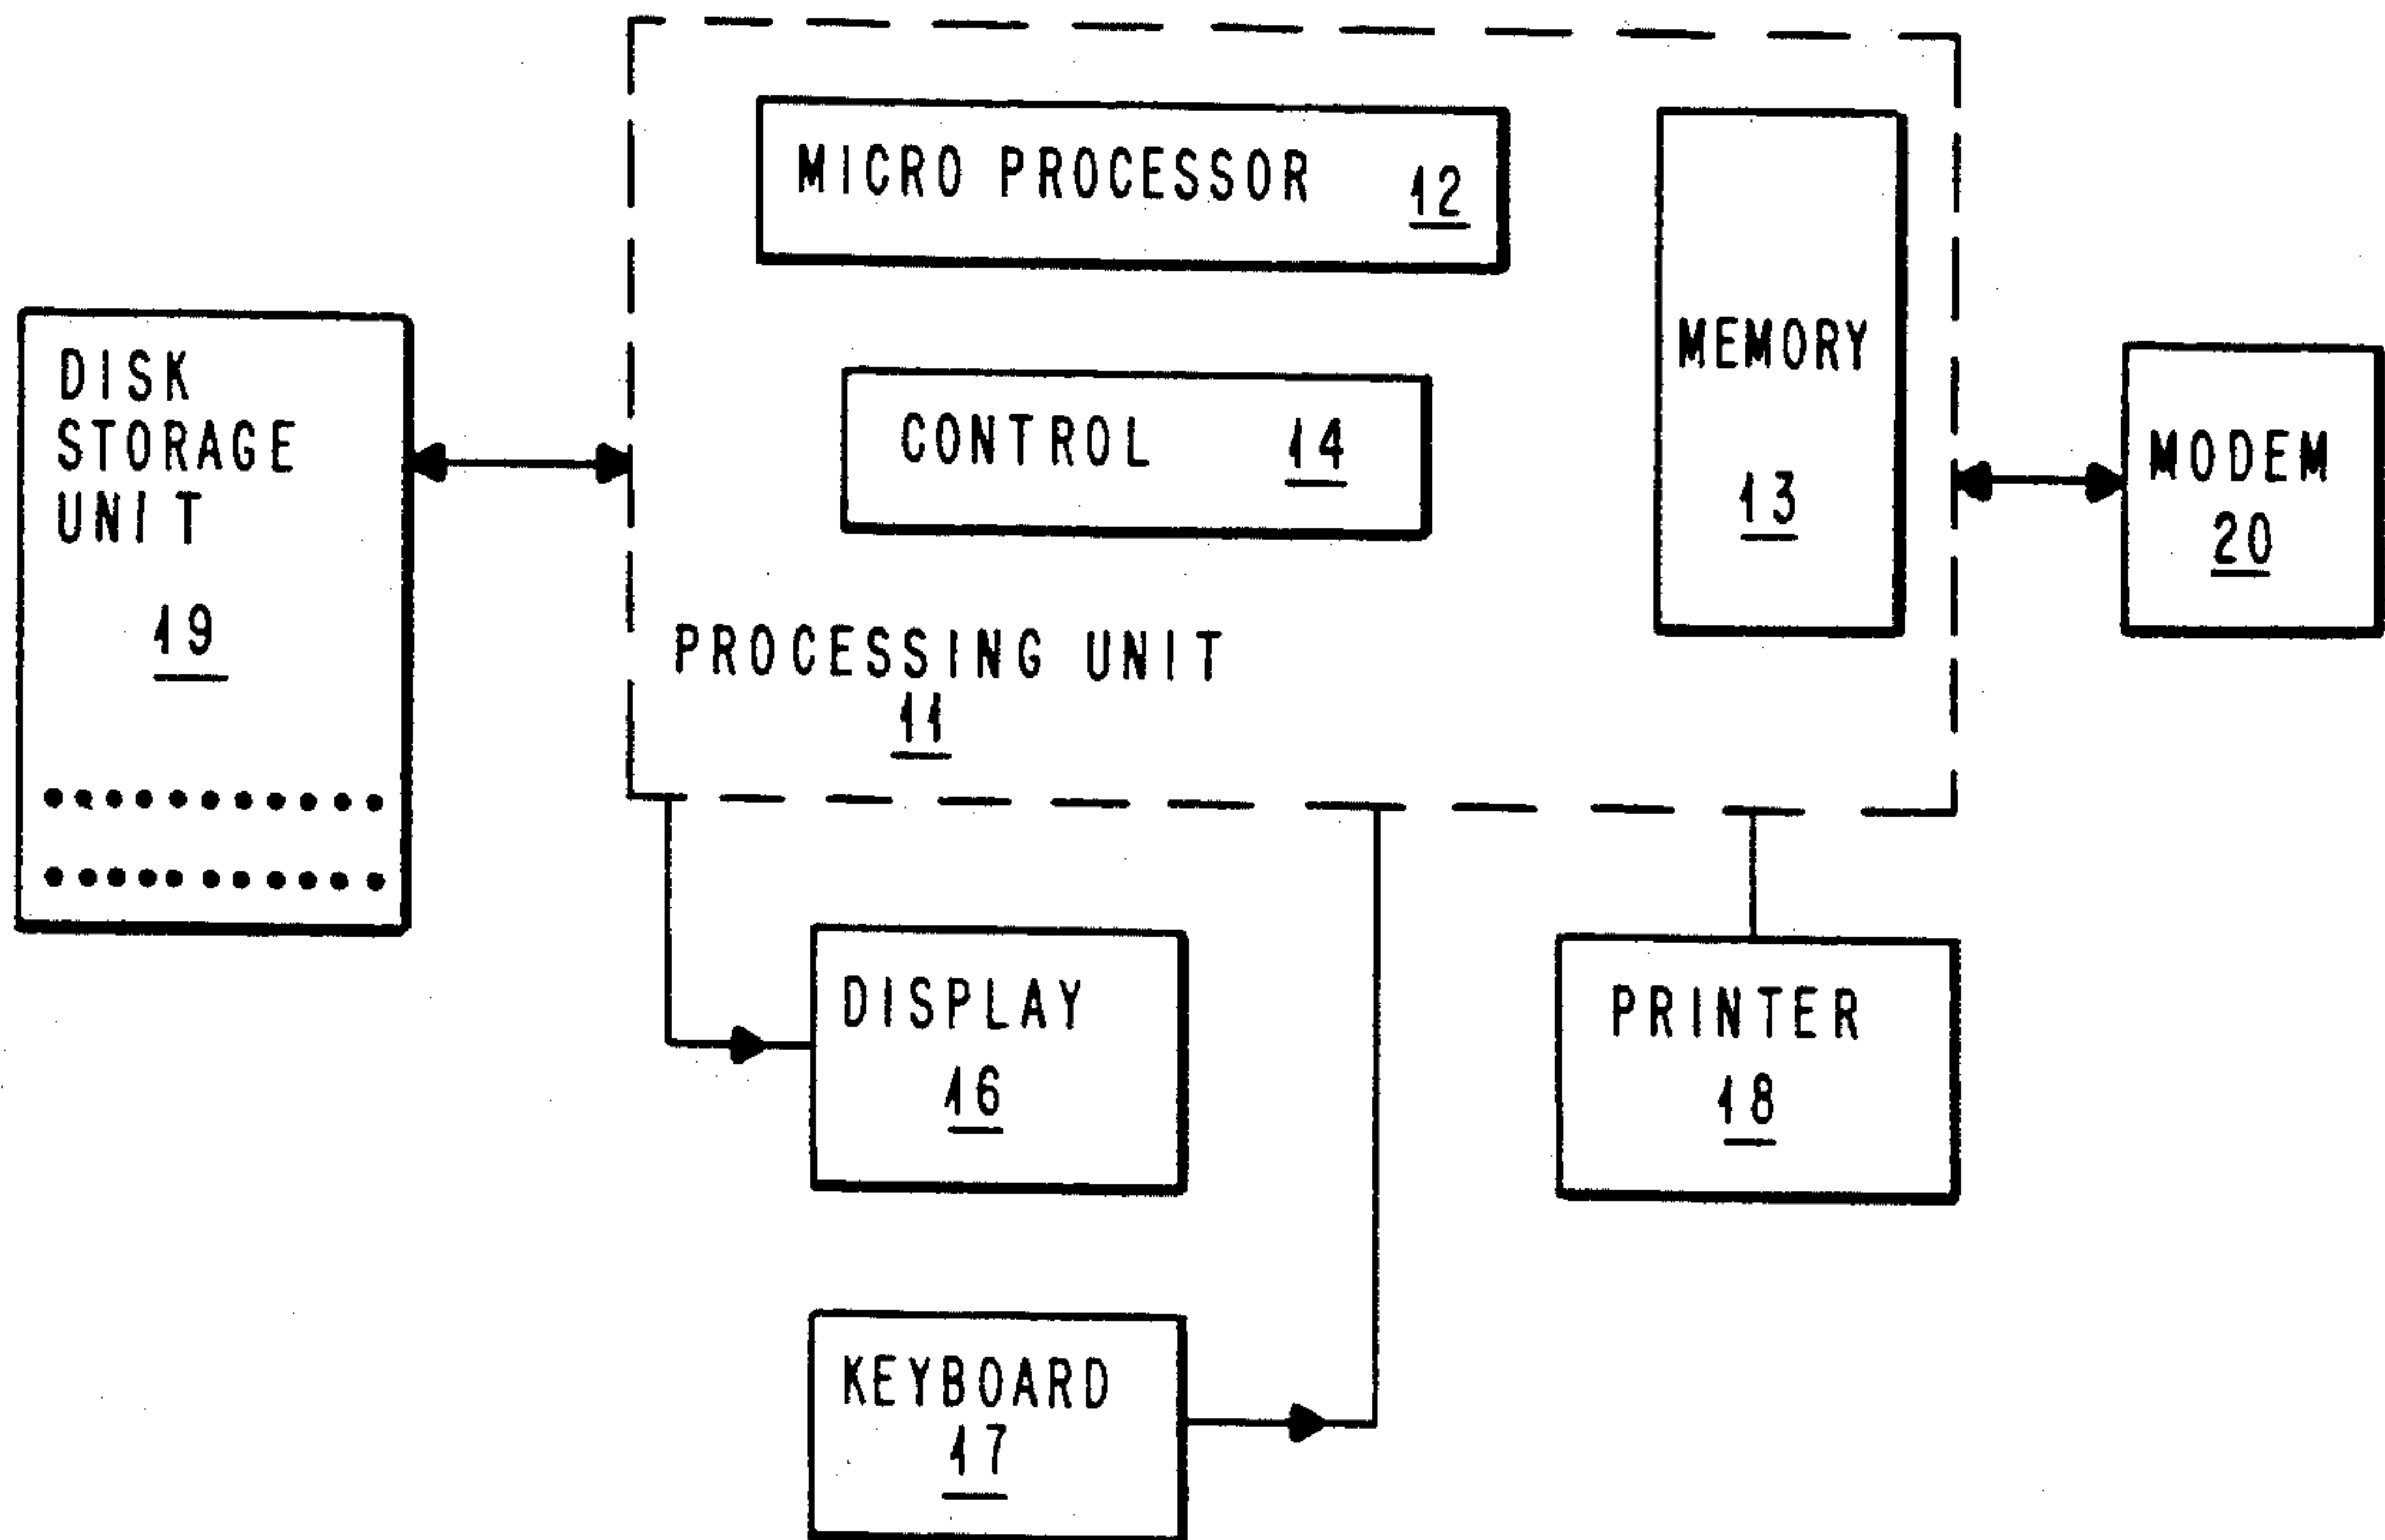 MICRO PROCESSOR 12
MEMORY
13
CONTROL 14
PROCESSING UNIT
11
DISK
STORAGE
UNIT
19
MODEM
20
DISPLAY
16
PRINTER
18
KEYBOARD
17